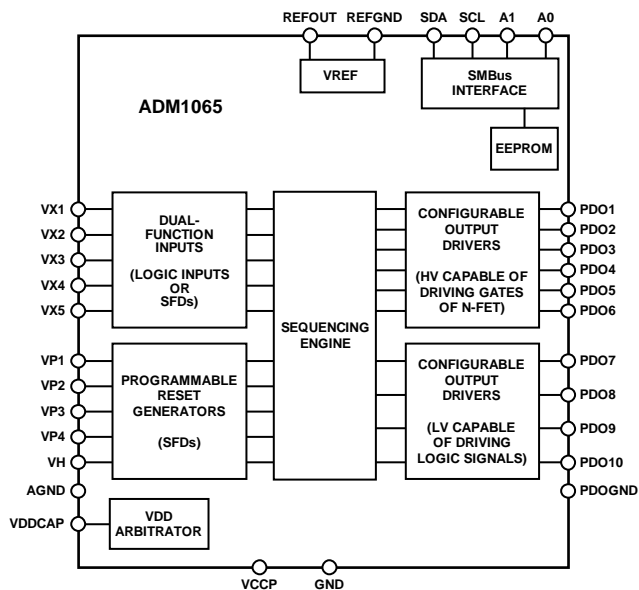 REFOUT REFGND SDA SCL A1 A0
VREF
SMBus
INTERFACE
ADM1065
EEPROM
VX1
VX2
VX3
VX4
VX5
DUAL-
FUNCTION
INPUTS
(LOGIC INPUTS
OR
SFDs)
VP1
VP2
VP3
VP4
VH
PROGRAMMABLE
RESET
GENERATORS
(SFDs)
AGND
VDDCAP
VDD
ARBITRATOR
SEQUENCING
ENGINE
CONFIGURABLE
OUTPUT
DRIVERS
(HV CAPABLE OF
DRIVING GATES
OF N-FET)
PDO1
PDO2
PDO3
PDO4
PDO5
PDO6
CONFIGURABLE
OUTPUT
DRIVERS
(LV CAPABLE
OF DRIVING
LOGIC SIGNALS)
PDO7
PDO8
PDO9
PDO10
PDOGND
VCCP GND